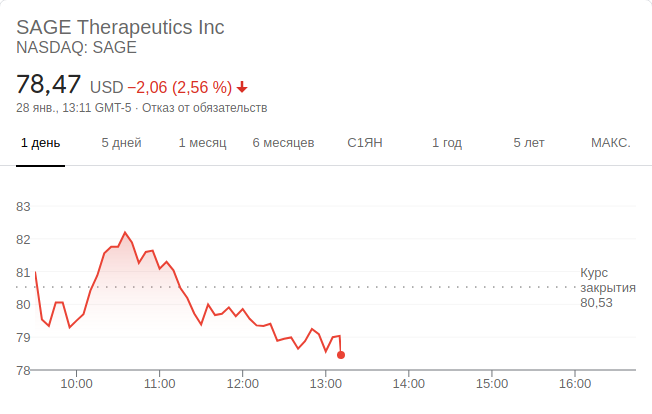 SAGE Therapeutics Inc
NASDAQ: SAGE
78,47 USD −2,06 (2,56 %)
28 янв., 13:11 GMT-5 · Отказ от обязательств
1 день 5 дней 1 месяц 6 месяцев С1ЯН 1 год 5 лет МАКС.
83
82
81
80
79
78
Курс
закрытия
80,53
10:00 11:00 12:00 13:00 14:00 15:00 16:00